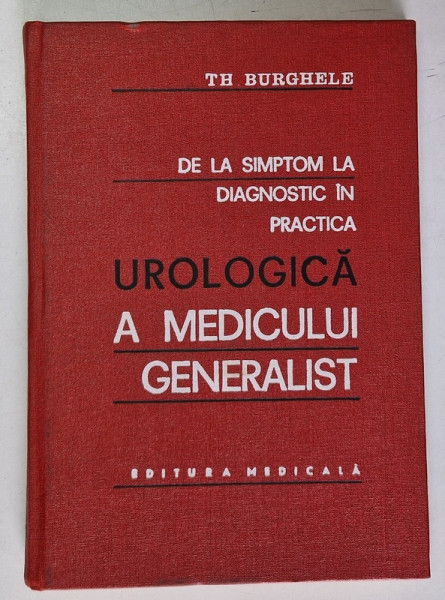 TH BURGHELE
DE LA SIMPTOM LA
DIAGNOSTIC ÎN
PRACTICA
UROLOGICĂ
A MEDICULUI
GENERALIST
EDITURA MEDICALĂ